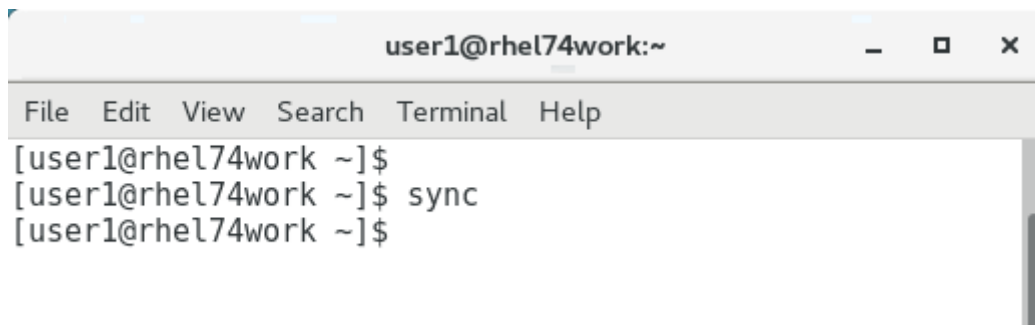 user1@rhel74work:~
File Edit View Search Terminal Help
[user1@rhel74work ~]$
[user1@rhel74work ~]$ sync
[user1@rhel74work ~]$